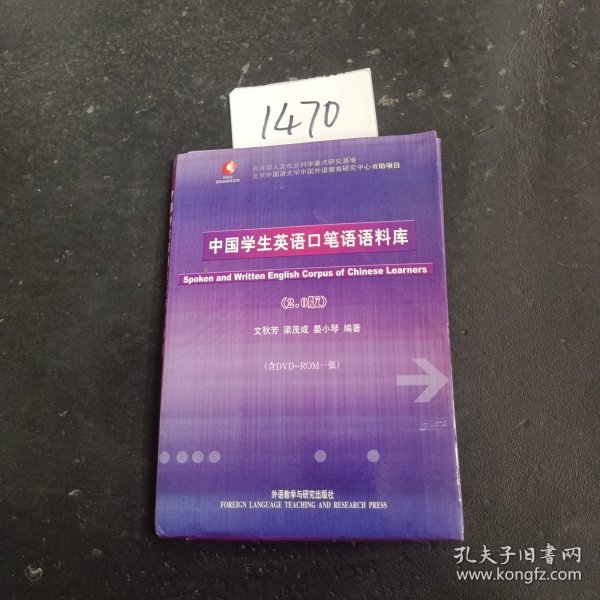 1470
教育部人文社会科学重点研究基地
北京外国语大学中国外语教育研究中心资助项目
中国学生英语口笔语语料库
Spoken and Written English Corpus of Chinese Learners
(2.0版)
文秋芳 梁茂成 晏小琴 编著
(含DVD-ROM一张)
外语教学与研究出版社
FOREIGN LANGUAGE TEACHING AND RESEARCH PRESS
孔夫子旧书网
www.kongfz.com